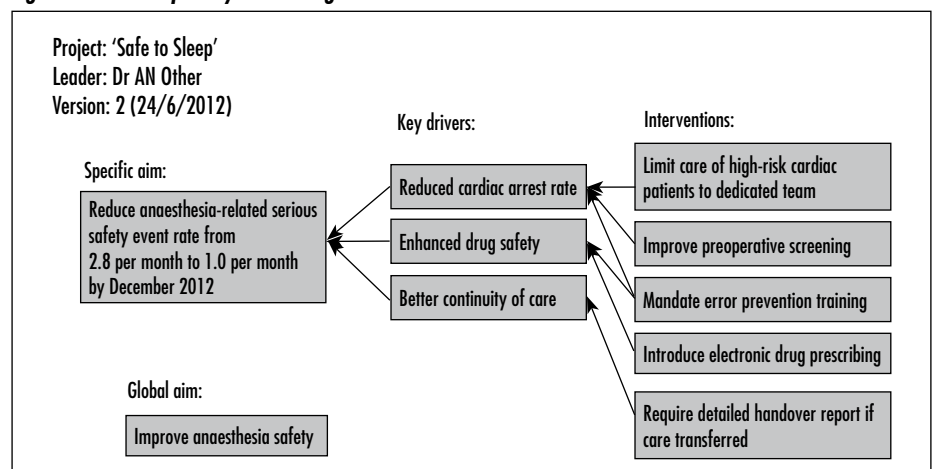 Project: ‘Safe to Sleep’
Leader: Dr AN Other
Version: 2 (24/6/2012)
Specific aim:
Reduce anaesthesia-related serious
safety event rate from
2.8 per month to 1.0 per month
by December 2012
Global aim:
Improve anaesthesia safety
Key drivers:
Reduced cardiac arrest rate
Enhanced drug safety
Better continuity of care
Interventions:
Limit care of high-risk cardiac
patients to dedicated team
Improve preoperative screening
Mandate error prevention training
Introduce electronic drug prescribing
Require detailed handover report if
care transferred